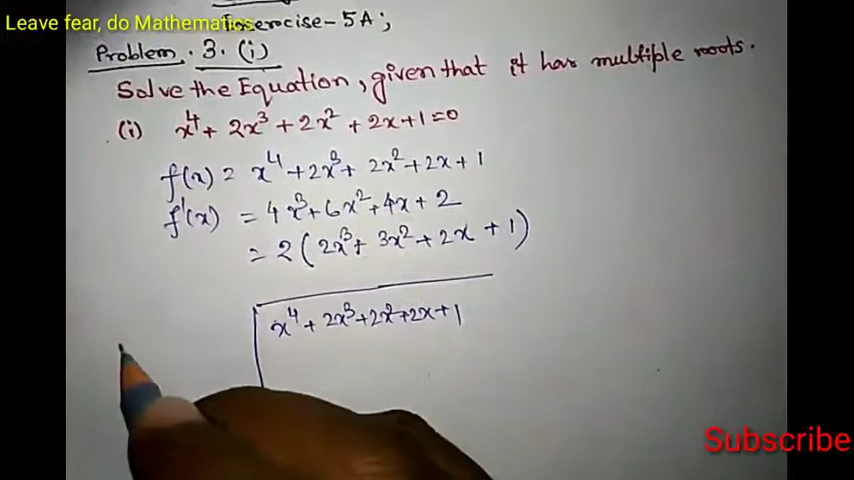 Leave fear, do Mathematics
Exercise-5A;
Problem. 3. (i)
Solve the Equation, given that it has multiple roots.
(i) x⁴ + 2x³ + 2x² + 2x + 1 = 0
f(x) = x⁴ + 2x³ + 2x² + 2x + 1
f'(x) = 4x³ + 6x² + 4x + 2
= 2 (2x³ + 3x² + 2x + 1)
x⁴ + 2x³ + 2x² + 2x + 1
Subscribe